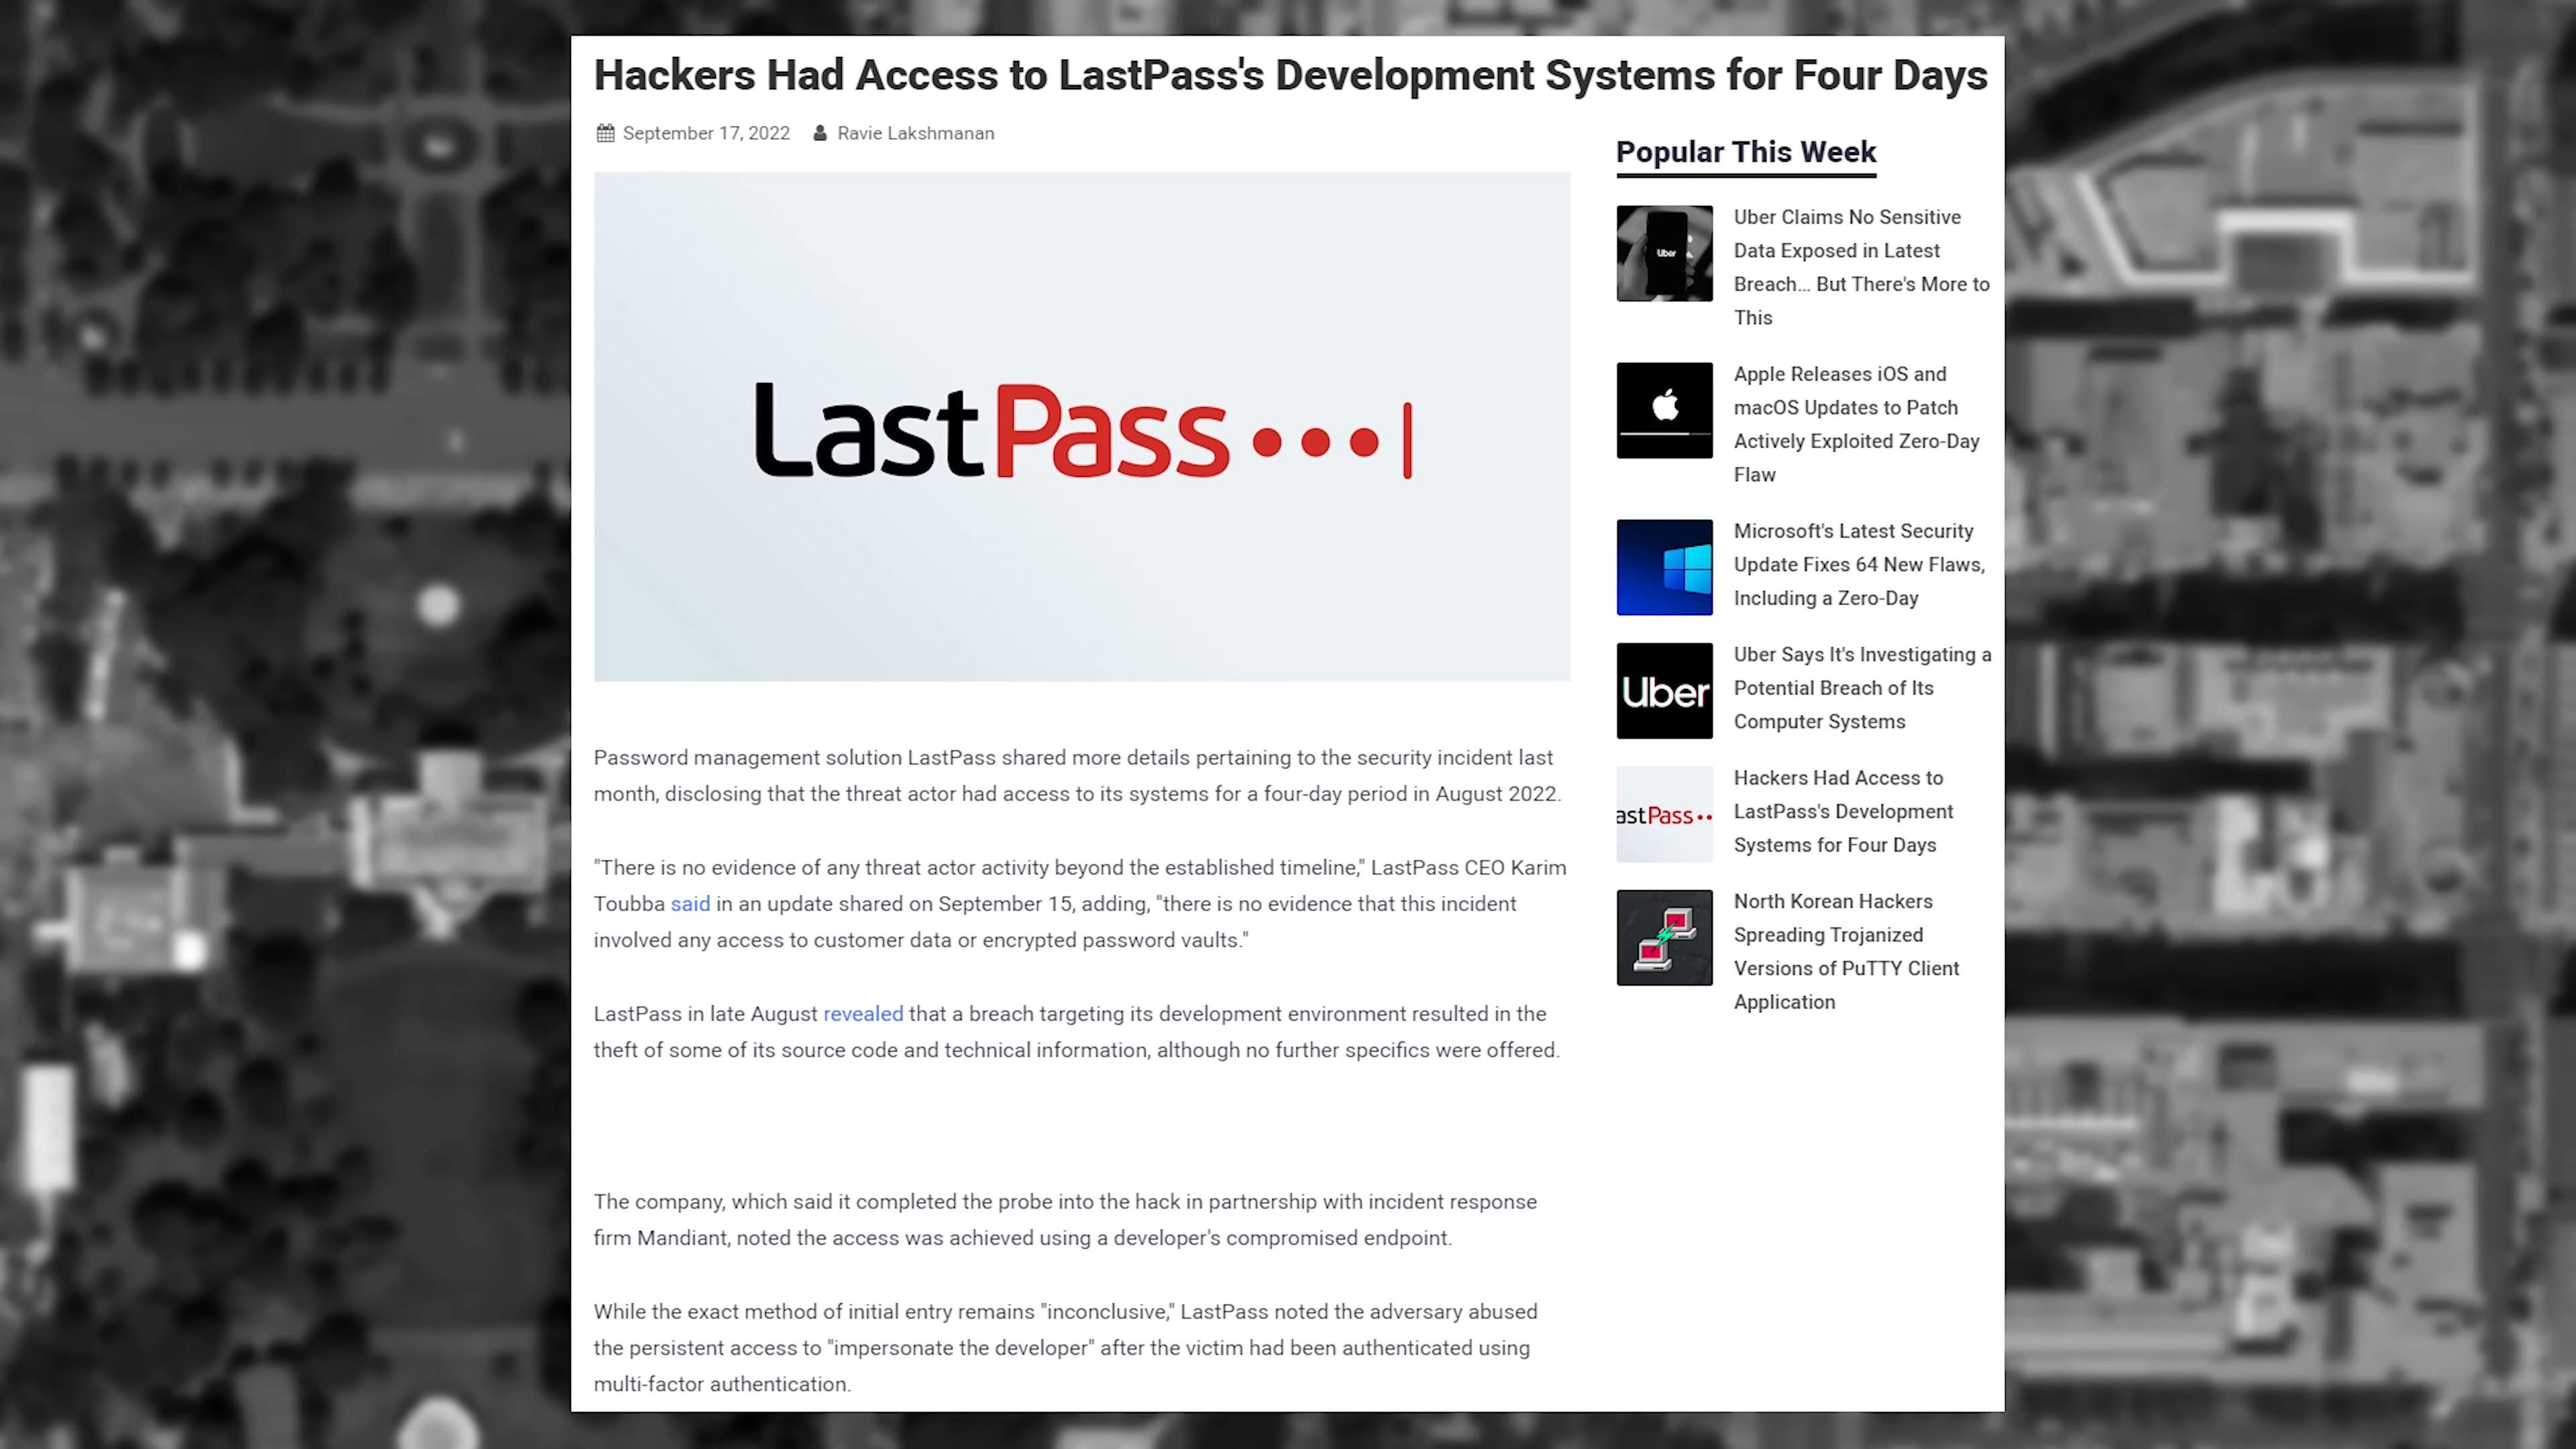 Hackers Had Access to LastPass's Development Systems for Four Days
September 17, 2022 Ravie Lakshmanan
LastPass
Password management solution LastPass shared more details pertaining to the security incident last
month, disclosing that the threat actor had access to its systems for a four-day period in August 2022.
"There is no evidence of any threat actor activity beyond the established timeline," LastPass CEO Karim
Toubba said in an update shared on September 15, adding, "there is no evidence that this incident
involved any access to customer data or encrypted password vaults."
LastPass in late August revealed that a breach targeting its development environment resulted in the
theft of some of its source code and technical information, although no further specifics were offered.
The company, which said it completed the probe into the hack in partnership with incident response
firm Mandiant, noted the access was achieved using a developer's compromised endpoint.
While the exact method of initial entry remains "inconclusive," LastPass noted the adversary abused
the persistent access to "impersonate the developer" after the victim had been authenticated using
multi-factor authentication.
Popular This Week
Uber
Uber Claims No Sensitive
Data Exposed in Latest
Breach... But There's More to
This
Apple Releases iOS and
macOS Updates to Patch
Actively Exploited Zero-Day
Flaw
Microsoft's Latest Security
Update Fixes 64 New Flaws,
Including a Zero-Day
Uber
Uber Says It's Investigating a
Potential Breach of Its
Computer Systems
astPass
Hackers Had Access to
LastPass's Development
Systems for Four Days
North Korean Hackers
Spreading Trojanized
Versions of PuTTY Client
Application